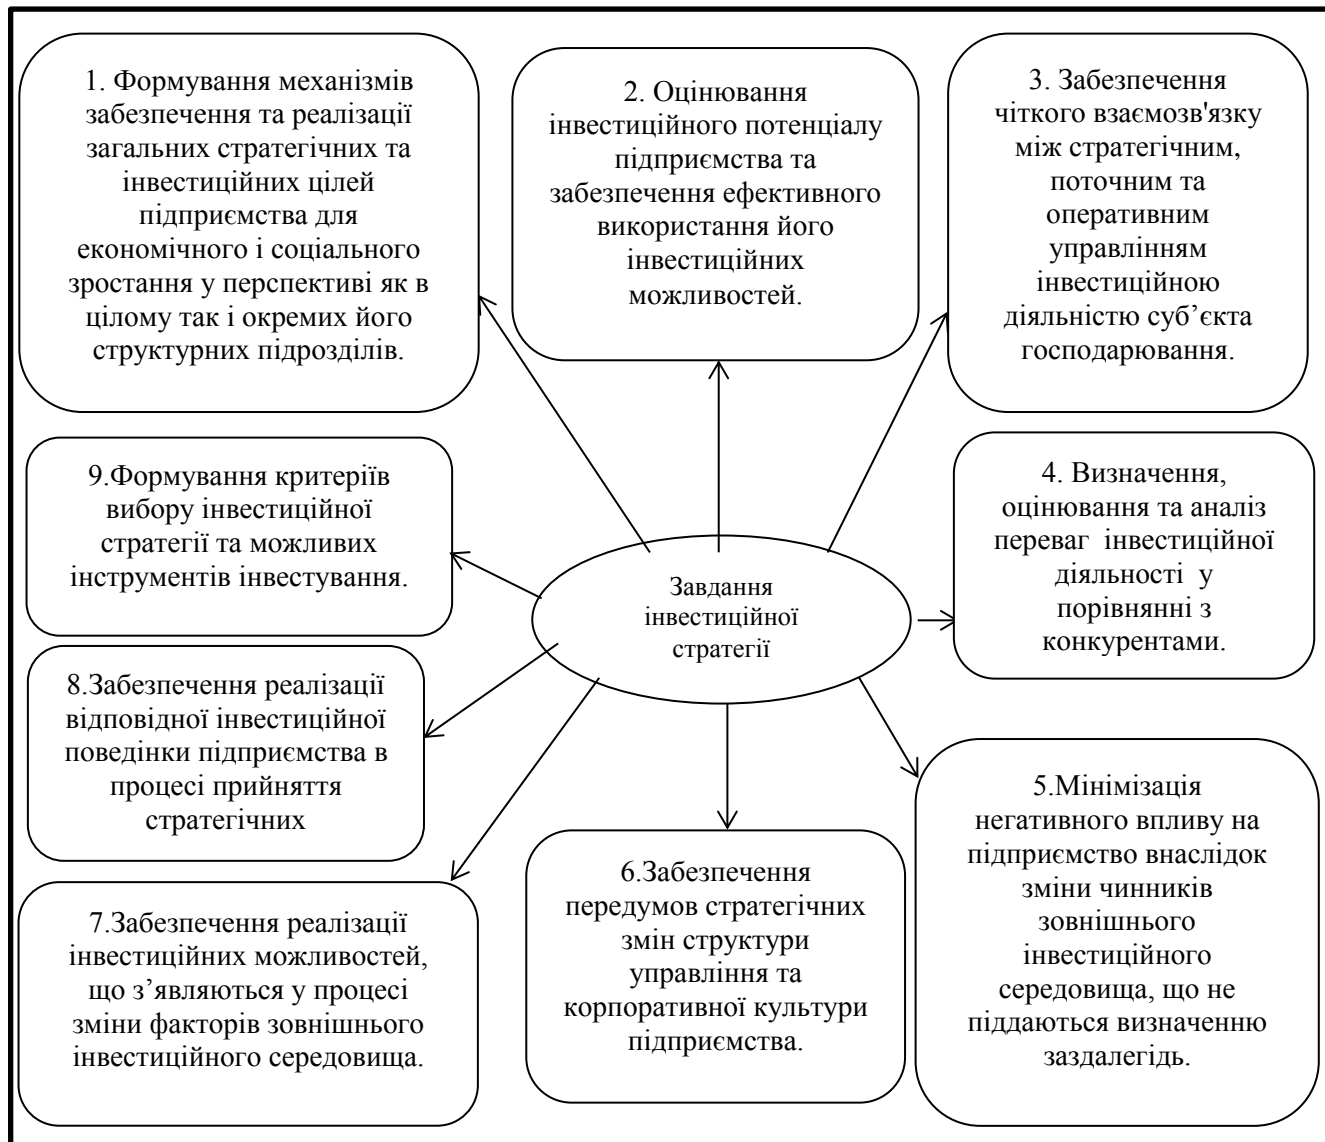 1. Формування механізмів
забезпечення та реалізації
загальних стратегічних та
інвестиційних цілей
підприємства для
економічного і соціального
зростання у перспективі як в
цілому так і окремих його
структурних підрозділів.
2. Оцінювання
інвестиційного потенціалу
підприємства та
забезпечення ефективного
використання його
інвестиційних
можливостей.
3. Забезпечення
чіткого взаємозв'язку
між стратегічним,
поточним та
оперативним
управлінням
інвестиційною
діяльністю суб’єкта
господарювання.
9.Формування критеріїв
вибору інвестиційної
стратегії та можливих
інструментів інвестування.
Завдання
інвестиційної
стратегії
4. Визначення,
оцінювання та аналіз
переваг інвестиційної
діяльності у
порівнянні з
конкурентами.
8.Забезпечення реалізації
відповідної інвестиційної
поведінки підприємства в
процесі прийняття
стратегічних
5.Мінімізація
негативного впливу на
підприємство внаслідок
зміни чинників
зовнішнього
інвестиційного
середовища, що не
піддаються визначенню
заздалегідь.
7.Забезпечення реалізації
інвестиційних можливостей,
що з’являються у процесі
зміни факторів зовнішнього
інвестиційного середовища.
6.Забезпечення
передумов стратегічних
змін структури
управління та
корпоративної культури
підприємства.